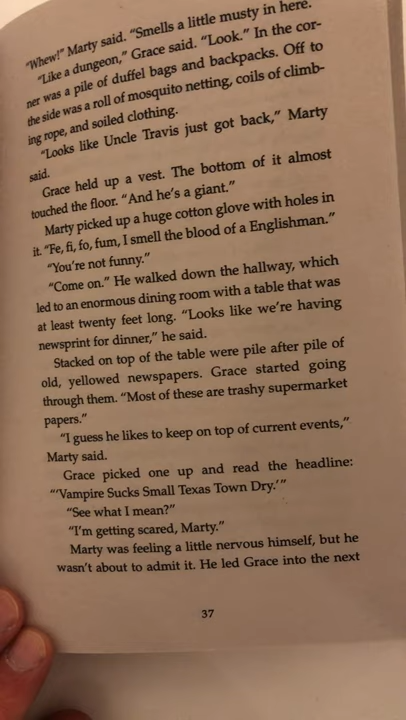 "Whew!" Marty said. "Smells a little musty in here.
"Like a dungeon," Grace said. "Look." In the cor-
ner was a pile of duffel bags and backpacks. Off to
the side was a roll of mosquito netting, coils of climb-
ing rope, and soiled clothing.
"Looks like Uncle Travis just got back," Marty
said.
Grace held up a vest. The bottom of it almost
touched the floor. "And he's a giant."
Marty picked up a huge cotton glove with holes in
it. "Fe, fi, fo, fum, I smell the blood of a Englishman."
"You're not funny."
"Come on." He walked down the hallway, which
led to an enormous dining room with a table that was
at least twenty feet long. "Looks like we're having
newsprint for dinner," he said.
Stacked on top of the table were pile after pile of
old, yellowed newspapers. Grace started going
through them. "Most of these are trashy supermarket
papers."
"I guess he likes to keep on top of current events,"
Marty said.
Grace picked one up and read the headline:
"'Vampire Sucks Small Texas Town Dry.'"
"See what I mean?"
"I'm getting scared, Marty."
Marty was feeling a little nervous himself, but he
wasn't about to admit it. He led Grace into the next
37